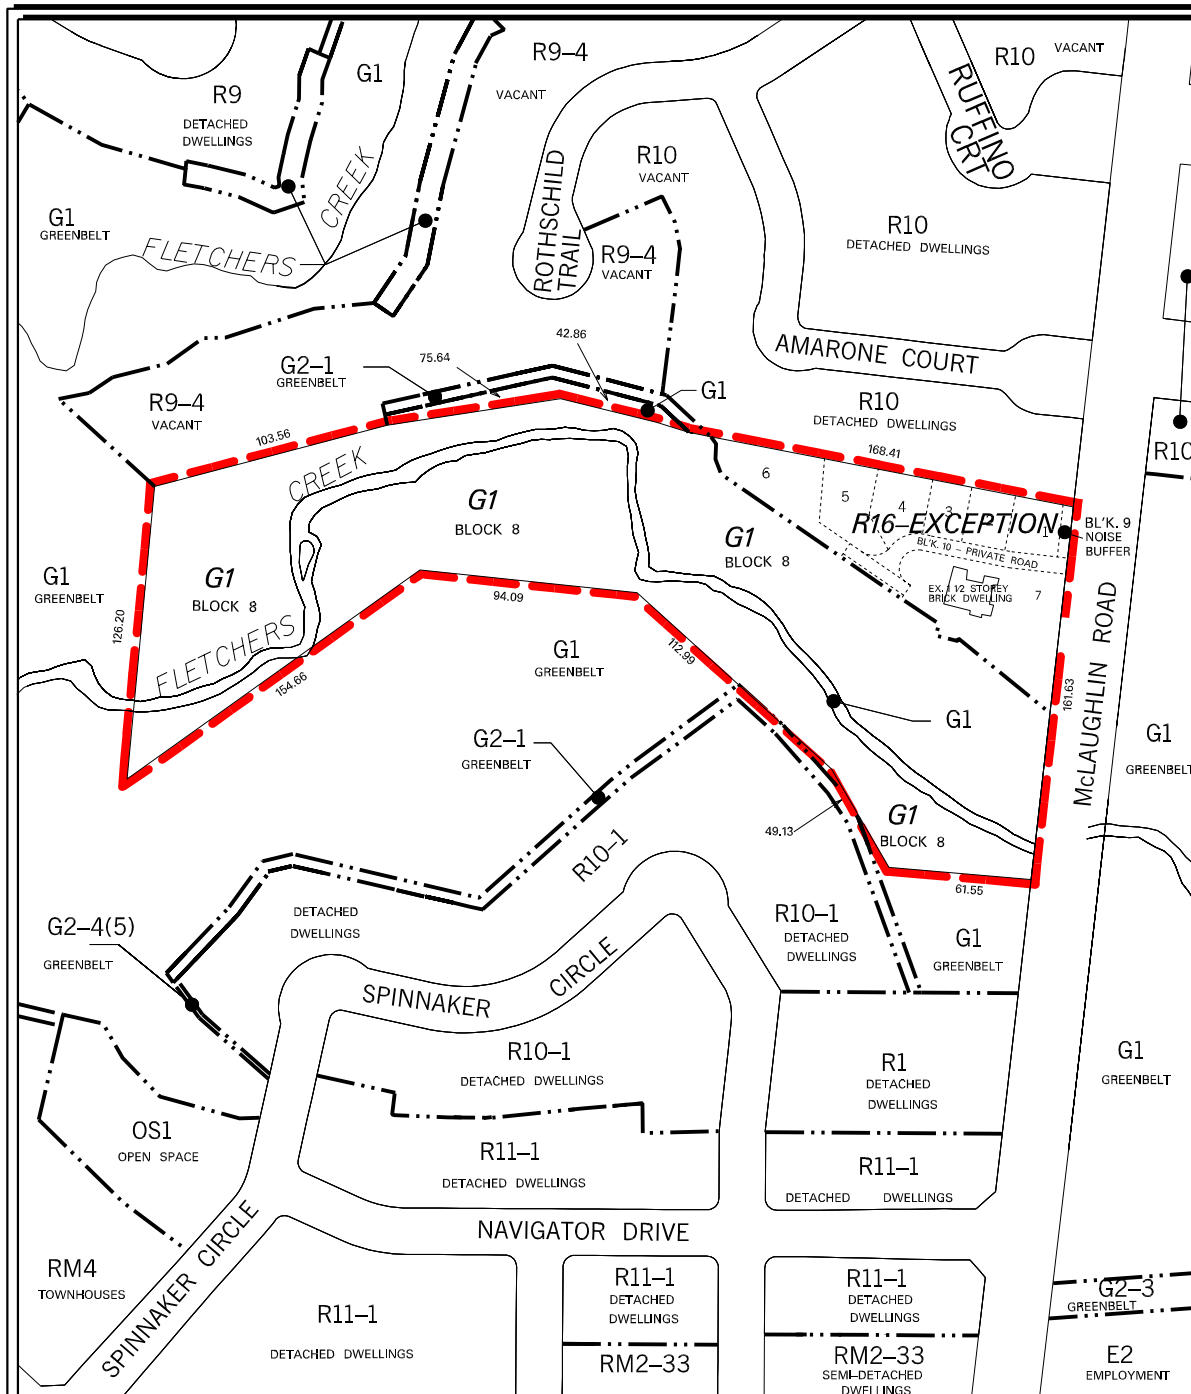 R9
DETACHED
DWELLINGS
G1
R9–4
VACANT
R10
VACANT
RUFFINO
CRT
G1
GREENBELT
FLETCHERS
CREEK
ROTHSCHILD
TRAIL
R10
VACANT
R9–4
VACANT
R10
DETACHED DWELLINGS
AMARONE COURT
R10
DETACHED DWELLINGS
R10
R9–4
VACANT
G2–1
GREENBELT
75.64
42.86
G1
103.56
168.41
CREEK
FLETCHERS
G1
BLOCK 8
G1
BLOCK 8
G1
BLOCK 8
6
5
4
3
1
7
R16–EXCEPTION
BL'K. 10 – PRIVATE ROAD
EX. 1 1/2 STOREY
BRICK DWELLING
BL'K. 9
NOISE
BUFFER
G1
GREENBELT
126.20
154.66
94.09
112.99
161.63
McLAUGHLIN ROAD
G1
GREENBELT
G1
G1
GREENBELT
G2–1
GREENBELT
49.13
G1
BLOCK 8
61.55
R10–1
DETACHED
DWELLINGS
R10–1
DETACHED
DWELLINGS
G1
GREENBELT
G2–4(5)
GREENBELT
SPINNAKER CIRCLE
R10–1
DETACHED DWELLINGS
R1
DETACHED
DWELLINGS
G1
GREENBELT
OS1
OPEN SPACE
R11–1
DETACHED DWELLINGS
R11–1
DETACHED DWELLINGS
NAVIGATOR DRIVE
SPINNAKER CIRCLE
RM4
TOWNHOUSES
R11–1
DETACHED DWELLINGS
R11–1
DETACHED
DWELLINGS
RM2–33
R11–1
DETACHED
DWELLINGS
RM2–33
SEMI–DETACHED
DWELLINGS
G2–3
GREENBELT
E2
EMPLOYMENT